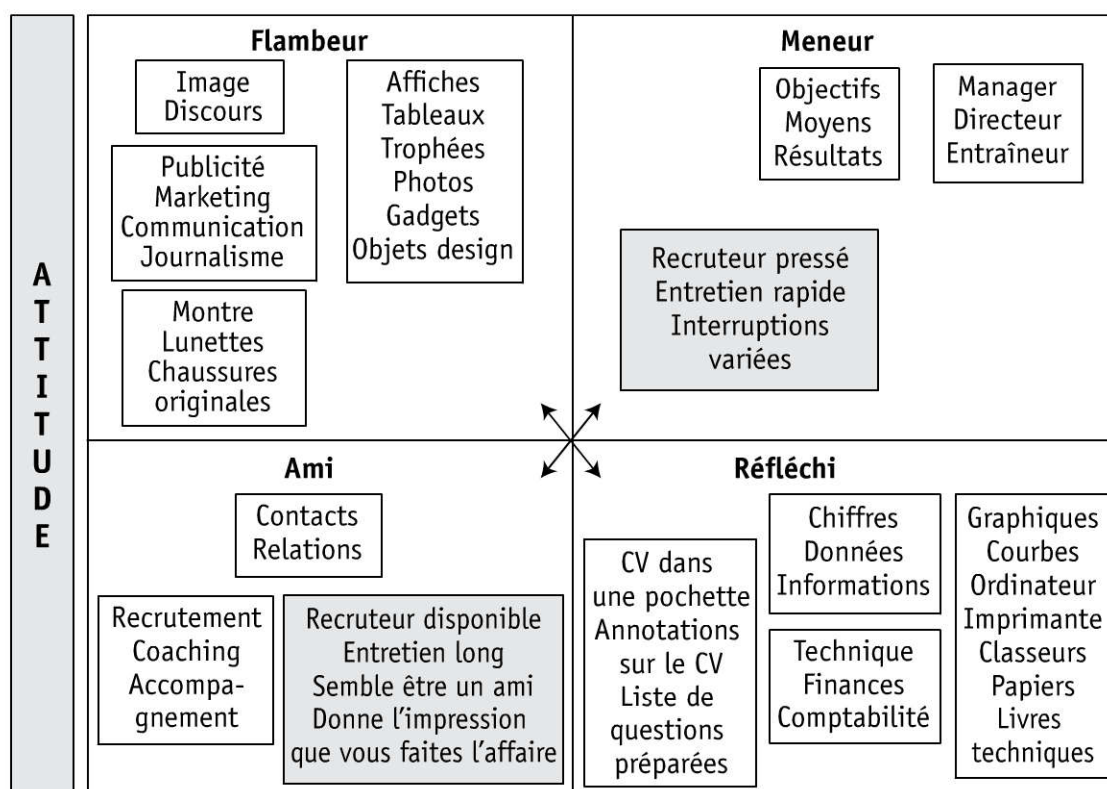 ATTITUDE
Flambeur
Image
Discours
Affiches
Tableaux
Trophées
Photos
Gadgets
Objets design
Publicité
Marketing
Communication
Journalisme
Montre
Lunettes
Chaussures
originales
Meneur
Objectifs
Moyens
Résultats
Manager
Directeur
Entraîneur
Recruteur pressé
Entretien rapide
Interruptions
variées
Ami
Contacts
Relations
Recrutement
Coaching
Accompa-
gnement
Recruteur disponible
Entretien long
Semble être un ami
Donne l'impression
que vous faites l'affaire
Réfléchi
CV dans
une pochette
Annotations
sur le CV
Liste de
questions
préparées
Chiffres
Données
Informations
Technique
Finances
Comptabilité
Graphiques
Courbes
Ordinateur
Imprimante
Classeurs
Papiers
Livres
techniques